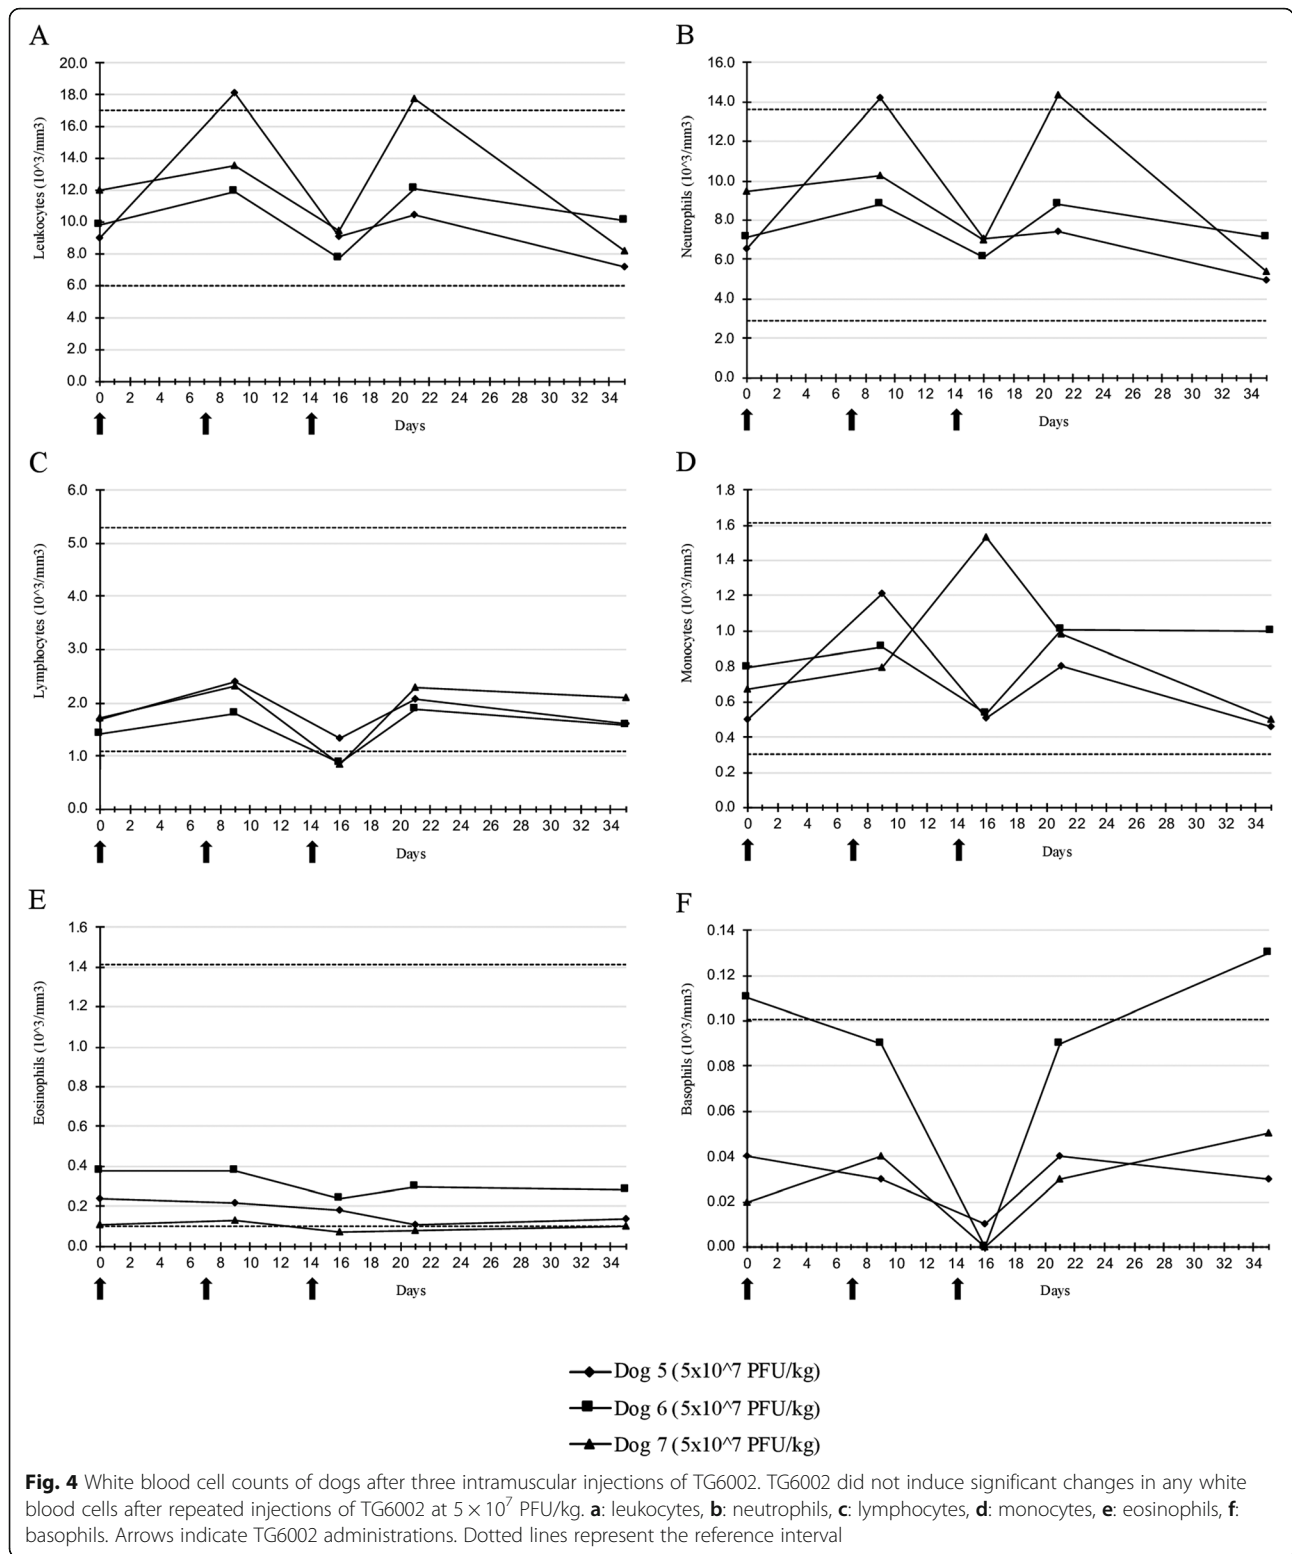 A
Leukocytes (10^3/mm3)
20.0
18.0
16.0
14.0
12.0
10.0
8.0
6.0
4.0
2.0
0.0
0 2 4 6 8 10 12 14 16 18 20 22 24 26 28 30 32 34
Days
B
Neutrophils (10^3/mm3)
16.0
14.0
12.0
10.0
8.0
6.0
4.0
2.0
0.0
0 2 4 6 8 10 12 14 16 18 20 22 24 26 28 30 32 34
Days
C
Lymphocytes (10^3/mm3)
6.0
5.0
4.0
3.0
2.0
1.0
0.0
0 2 4 6 8 10 12 14 16 18 20 22 24 26 28 30 32 34
Days
D
Monocytes (10^3/mm3)
1.8
1.6
1.4
1.2
1.0
0.8
0.6
0.4
0.2
0.0
0 2 4 6 8 10 12 14 16 18 20 22 24 26 28 30 32 34
Days
E
Eosinophils (10^3/mm3)
1.6
1.4
1.2
1.0
0.8
0.6
0.4
0.2
0.0
0 2 4 6 8 10 12 14 16 18 20 22 24 26 28 30 32 34
Days
F
Basophils (10^3/mm3)
0.14
0.12
0.10
0.08
0.06
0.04
0.02
0.00
0 2 4 6 8 10 12 14 16 18 20 22 24 26 28 30 32 34
Days
Dog 5 (5x10^7 PFU/kg)
Dog 6 (5x10^7 PFU/kg)
Dog 7 (5x10^7 PFU/kg)
Fig. 4 White blood cell counts of dogs after three intramuscular injections of TG6002. TG6002 did not induce significant changes in any white
blood cells after repeated injections of TG6002 at 5 × 10⁷ PFU/kg. a: leukocytes, b: neutrophils, c: lymphocytes, d: monocytes, e: eosinophils, f:
basophils. Arrows indicate TG6002 administrations. Dotted lines represent the reference interval